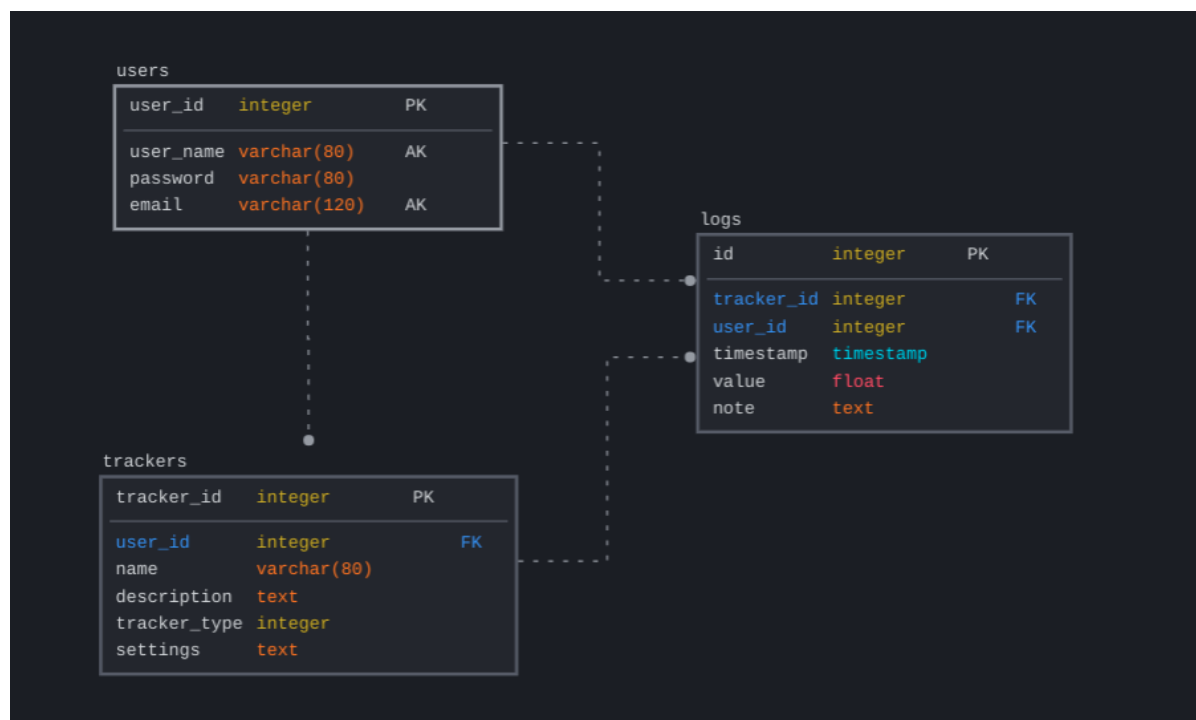 users
user_id integer PK
user_name varchar(80) AK
password varchar(80)
email varchar(120) AK
logs
id integer PK
tracker_id integer FK
user_id integer FK
timestamp timestamp
value float
note text
trackers
tracker_id integer PK
user_id integer FK
name varchar(80)
description text
tracker_type integer
settings text